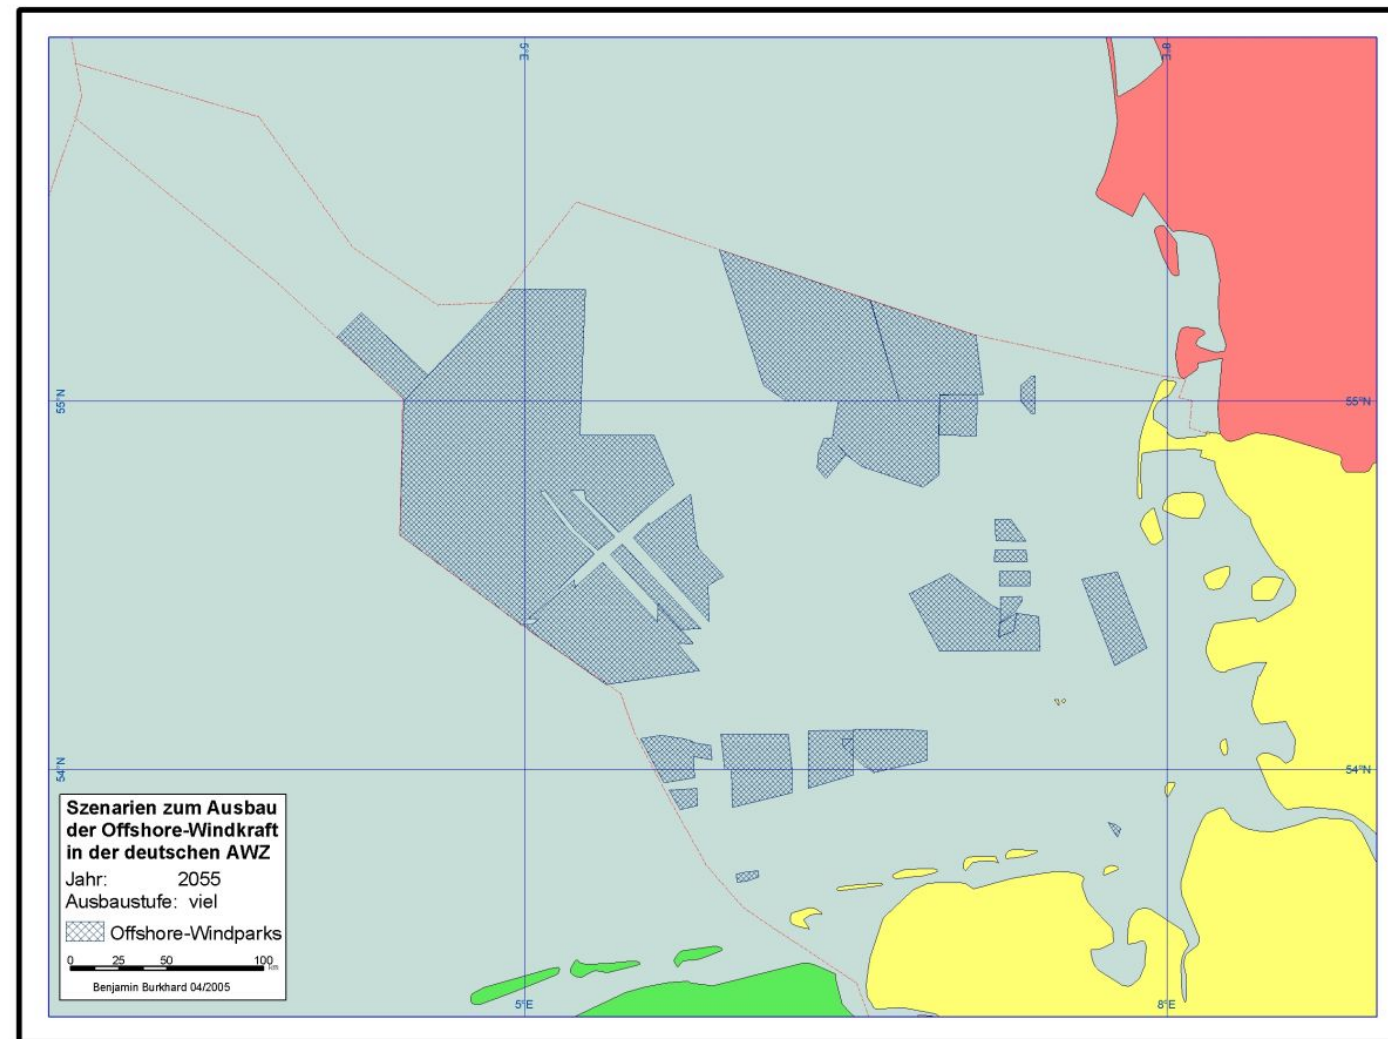 5°E
8°E
55°N
55°N
54°N
54°N
Szenarien zum Ausbau
der Offshore-Windkraft
in der deutschen AWZ
Jahr: 2055
Ausbaustufe: viel
Offshore-Windparks
0 25 50 100
km
Benjamin Burkhard 04/2005
5°E
8°E